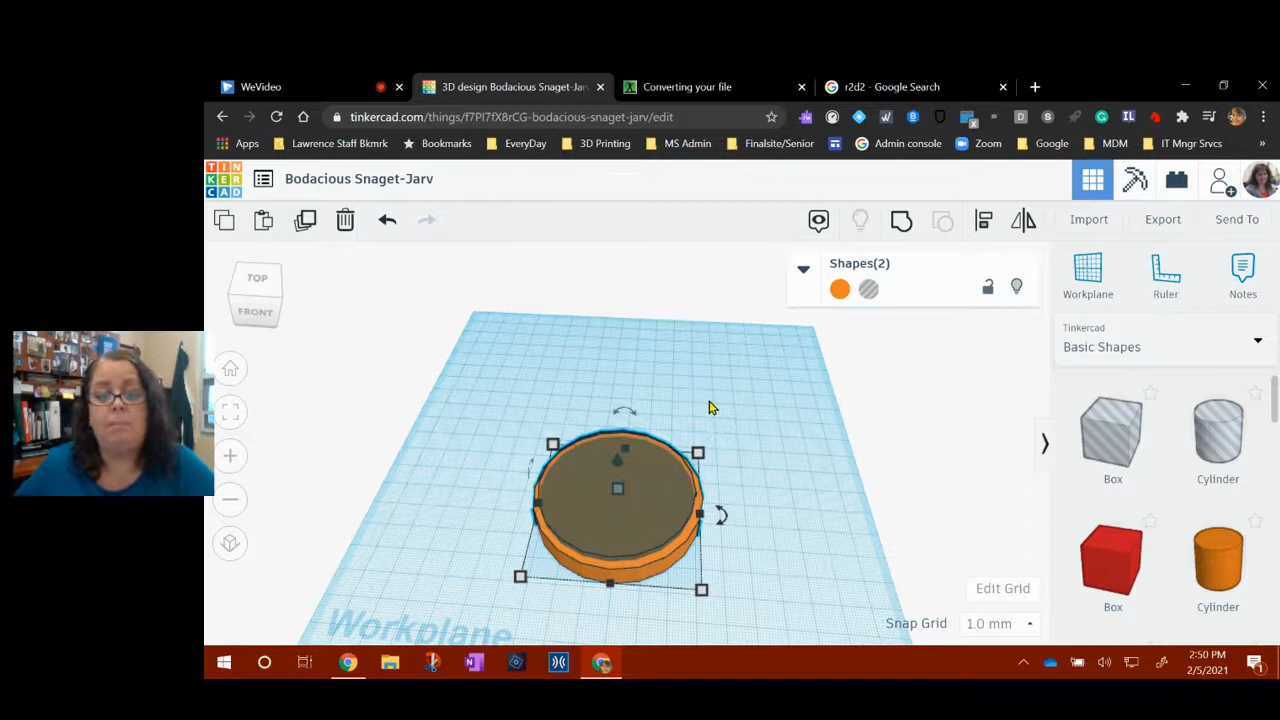 WeVideo
3D design Bodacious Snaget-Jarv
Converting your file
r2d2 - Google Search
tinkercad.com/things/f7Pl7fX8rCG-bodacious-snaget-jarv/edit
Apps
Lawrence Staff Bkmrk
Bookmarks
EveryDay
3D Printing
MS Admin
Finalsite/Senior
Admin console
Zoom
Google
MDM
IT Mngr Srvcs
TIN
KER
CAD
Bodacious Snaget-Jarv
Import
Export
Send To
TOP
FRONT
Shapes(2)
Workplane
Ruler
Notes
Tinkercad
Basic Shapes
Box
Cylinder
Box
Cylinder
Edit Grid
Snap Grid
1.0 mm
Workplane
2:50 PM
2/5/2021